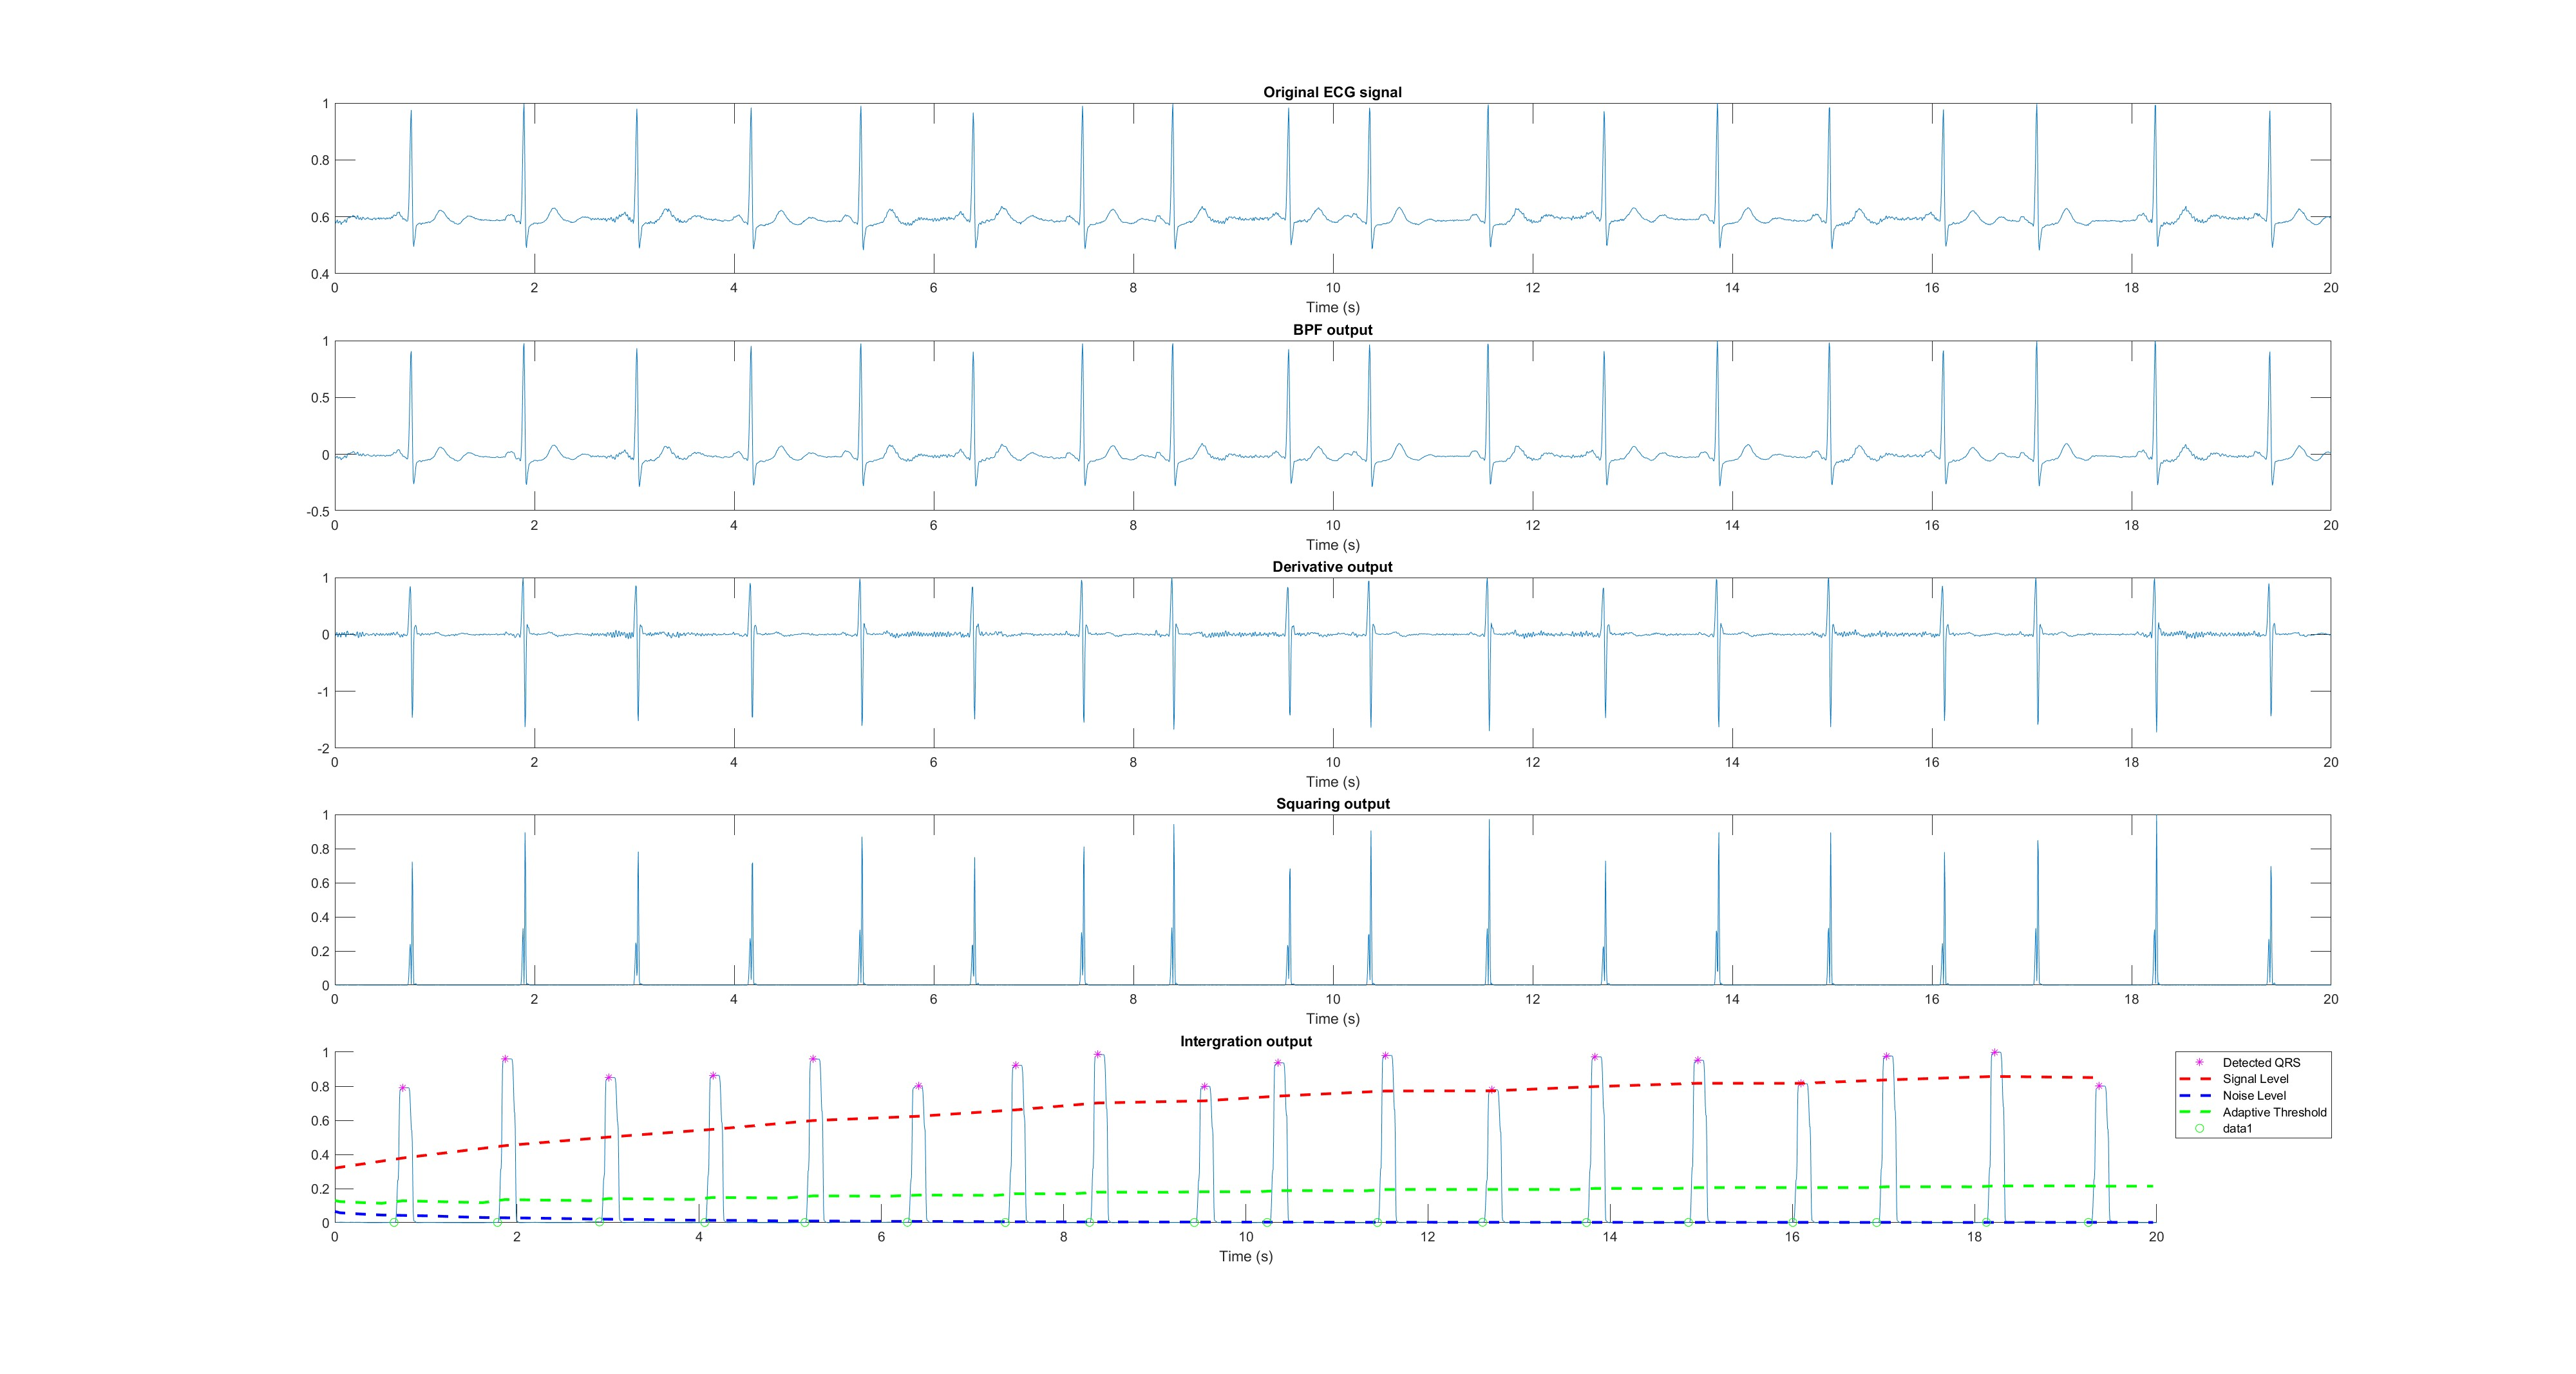 Original ECG signal
1
0.8
0.6
0.4
0 2 4 6 8 10 12 14 16 18 20
Time (s)
BPF output
1
0.5
0
-0.5
0 2 4 6 8 10 12 14 16 18 20
Time (s)
Derivative output
1
0
-1
-2
0 2 4 6 8 10 12 14 16 18 20
Time (s)
Squaring output
1
0.8
0.6
0.4
0.2
0
0 2 4 6 8 10 12 14 16 18 20
Time (s)
Intergration output
1
0.8
0.6
0.4
0.2
0
0 2 4 6 8 10 12 14 16 18 20
Time (s)
Detected QRS
Signal Level
Noise Level
Adaptive Threshold
data1